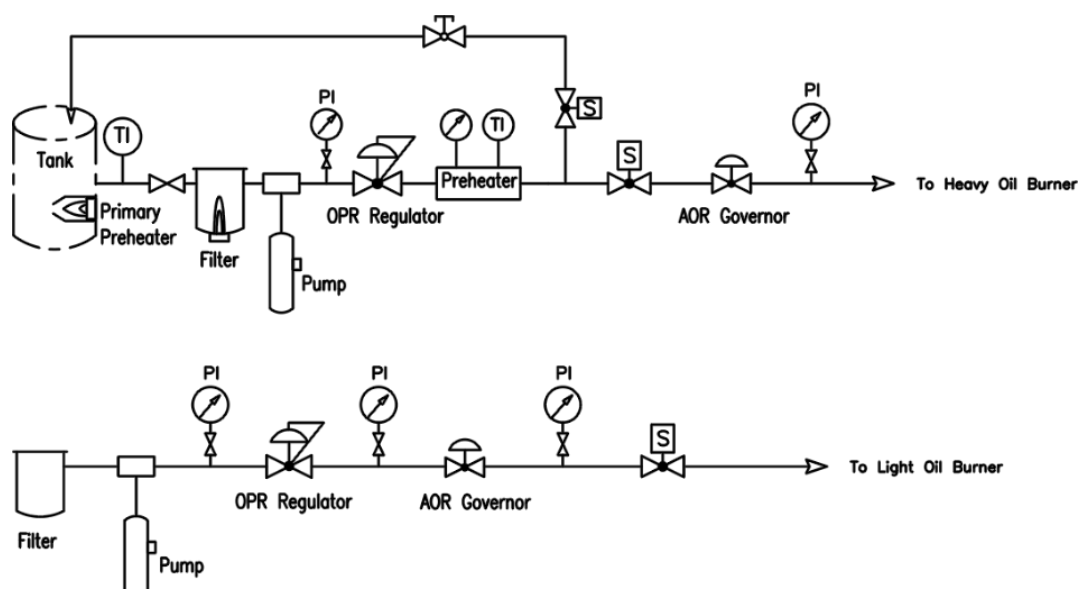 PI
PI
S
TI
TI
S
Tank
Preheater
To Heavy Oil Burner
Primary
Preheater
OPR Regulator
AOR Governor
Filter
Pump
PI
PI
PI
S
To Light Oil Burner
OPR Regulator
AOR Governor
Filter
Pump